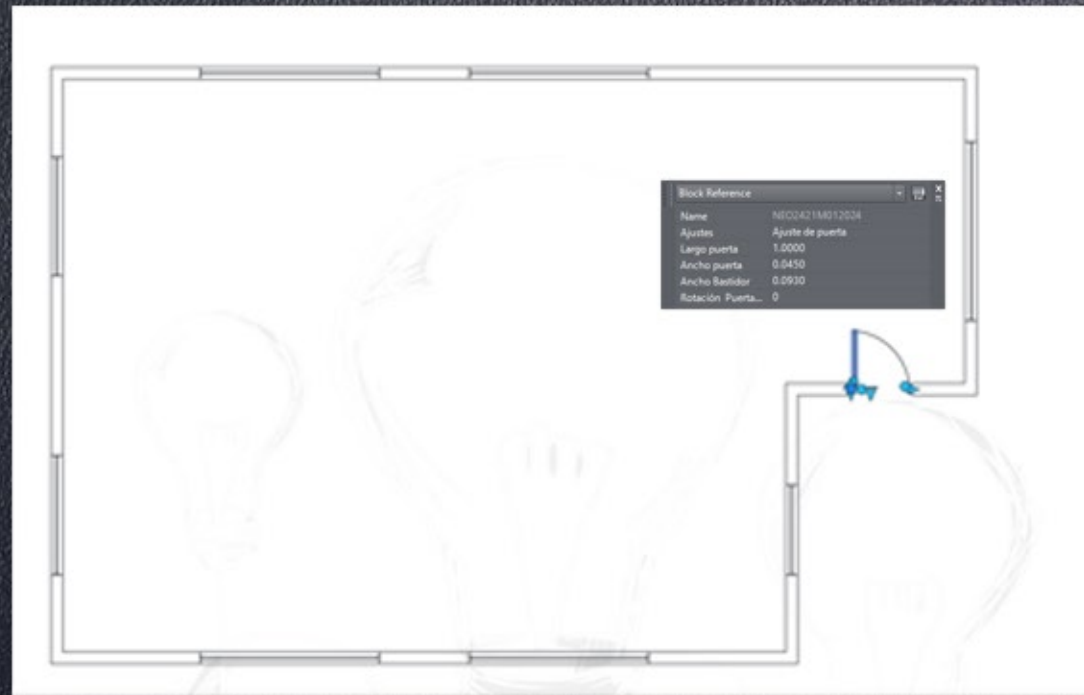 Block Reference
Name NEO2421M012024
Ajustes Ajuste de puerta
Largo puerta 1.0000
Ancho puerta 0.0450
Ancho Bastidor 0.0930
Rotación Puerta... 0